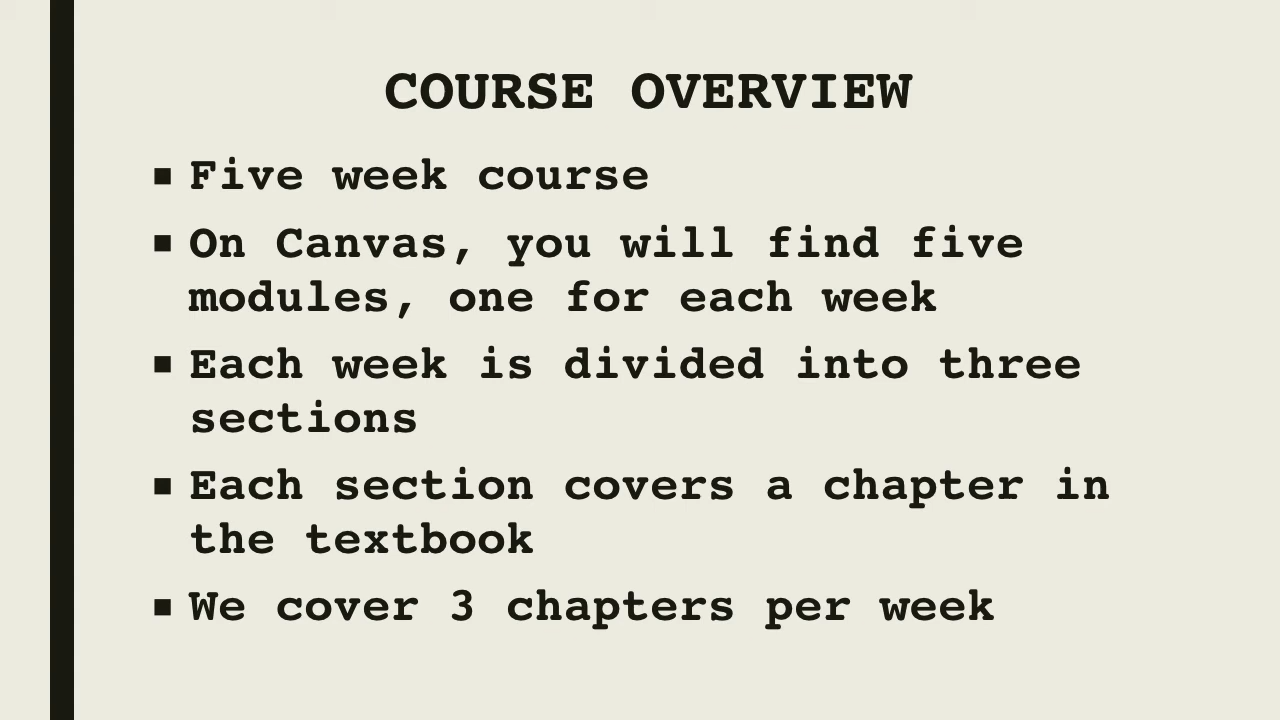 COURSE OVERVIEW
▪ Five week course
▪ On Canvas, you will find five
modules, one for each week
▪ Each week is divided into three
sections
▪ Each section covers a chapter in
the textbook
▪ We cover 3 chapters per week